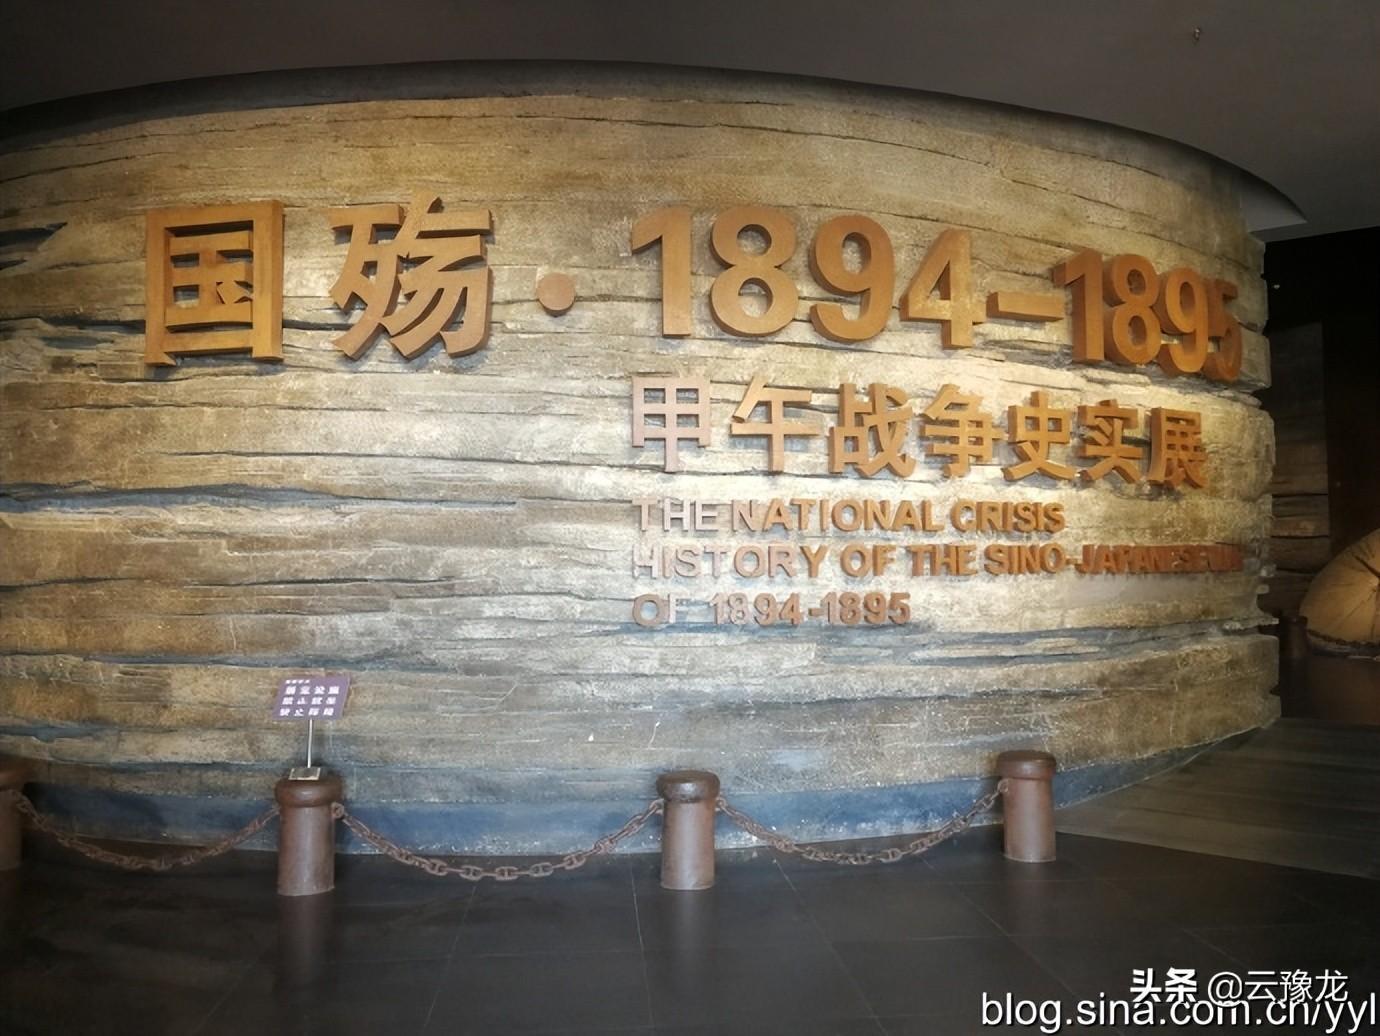 国殇·1894-1895
甲午战争史实展
THE NATIONAL CRISIS
HISTORY OF THE SINO-JAPANESE WAR
OF 1894-1895
头条 @云豫龙
blog.sina.com.cn/yyl